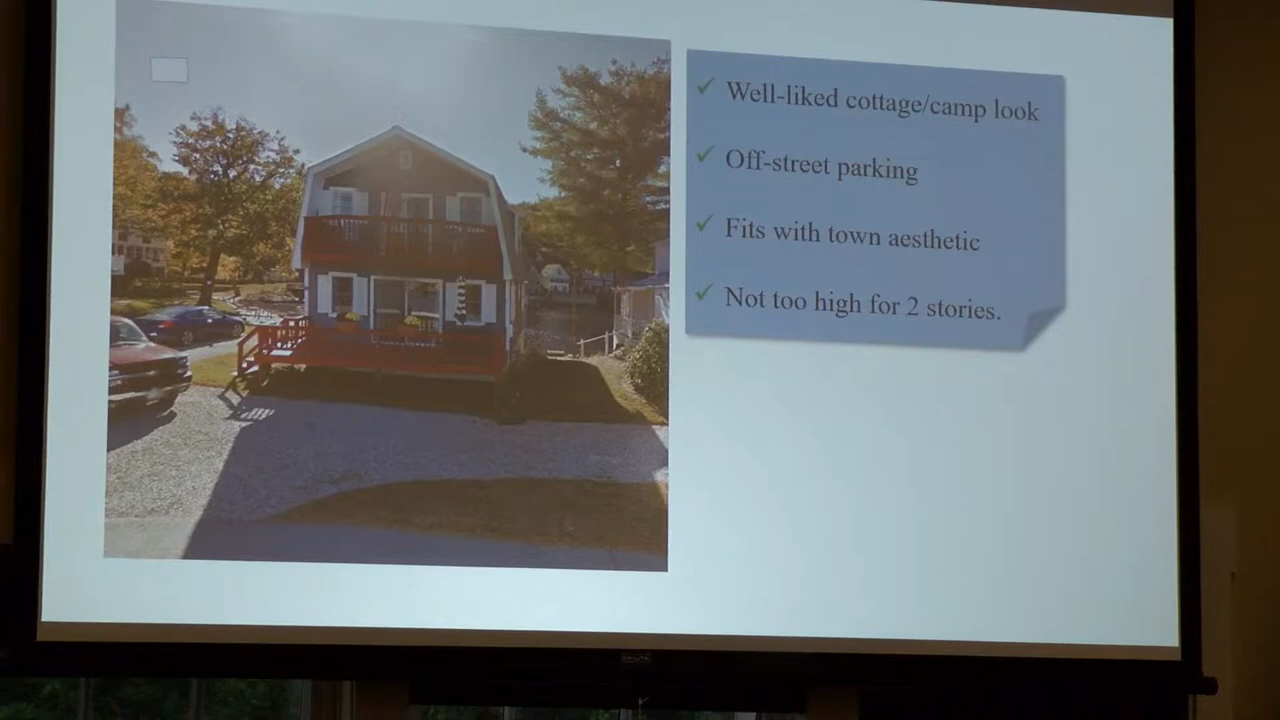 Well-liked cottage/camp look
Off-street parking
Fits with town aesthetic
Not too high for 2 stories.